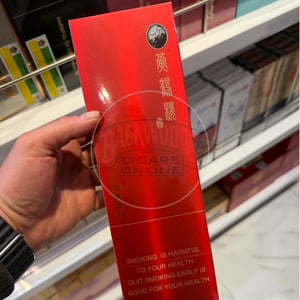 黄鹤楼
BACKWOODS
CIGARS
ONLINE
SMOKING IS HARMFUL
TO YOUR HEALTH
QUIT SMOKING EARLY IS
GOOD FOR YOUR HEALTH